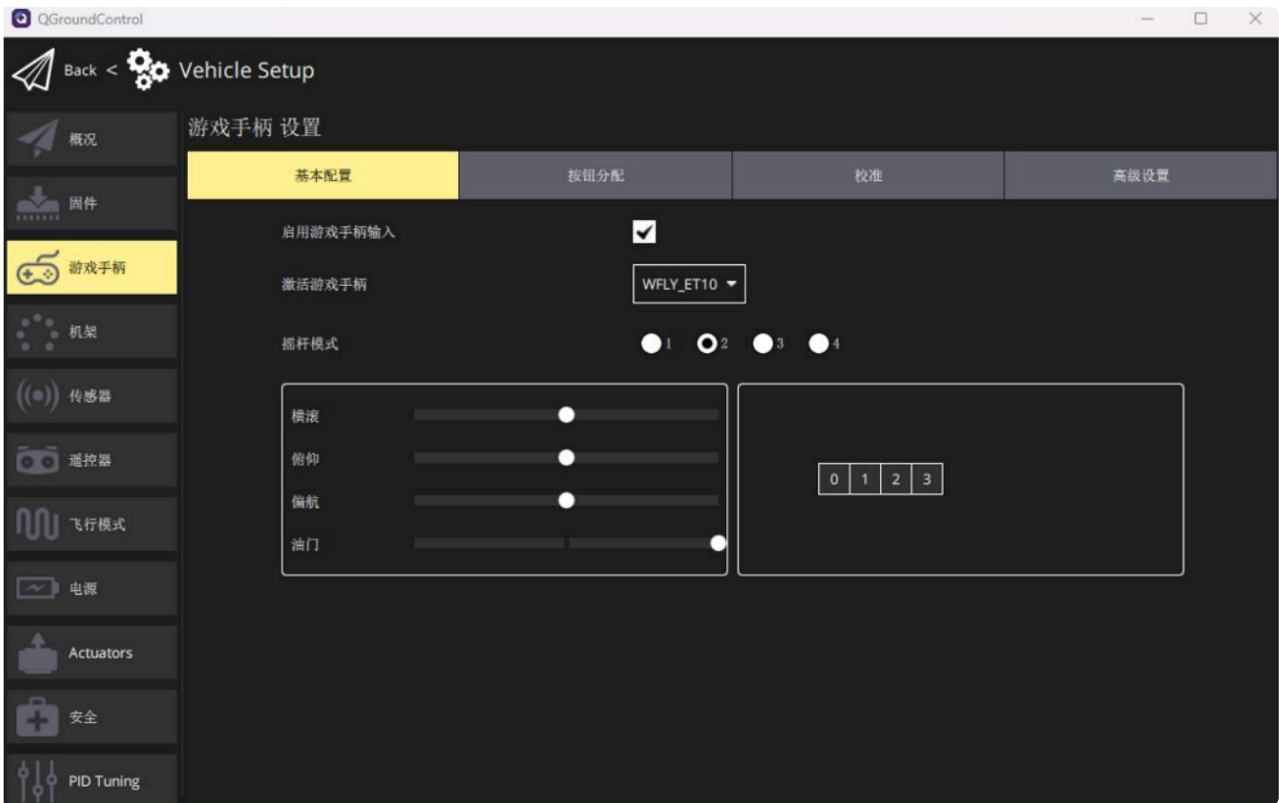 QGroundControl
Back < Vehicle Setup
概况
固件
游戏手柄
机架
传感器
遥控器
飞行模式
电源
Actuators
安全
PID Tuning
游戏手柄 设置
基本配置 按钮分配 校准 高级设置
启用游戏手柄输入
激活游戏手柄 WFLY_ET10
摇杆模式 1 2 3 4
横滚
俯仰
偏航
油门
0 1 2 3